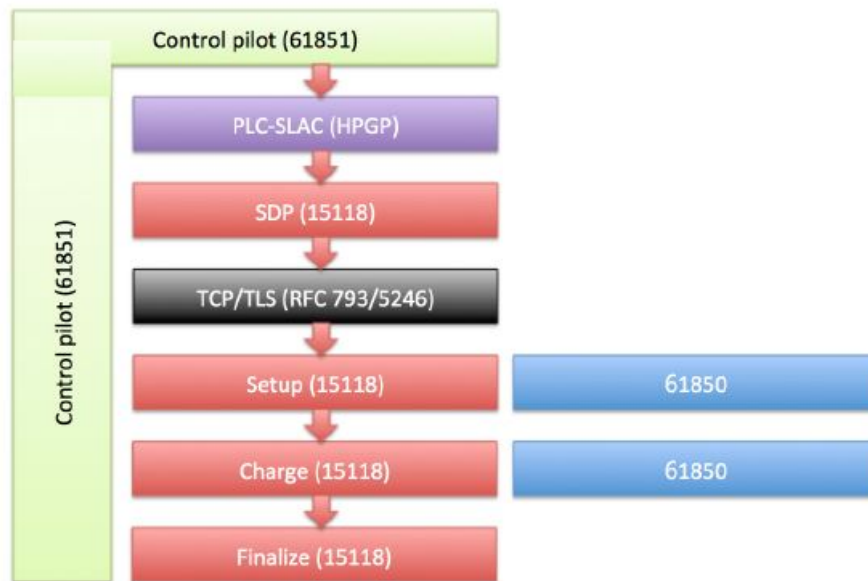 Control pilot (61851)
PLC-SLAC (HPGP)
SDP (15118)
TCP/TLS (RFC 793/5246)
Control pilot (61851)
Setup (15118)
61850
Charge (15118)
61850
Finalize (15118)